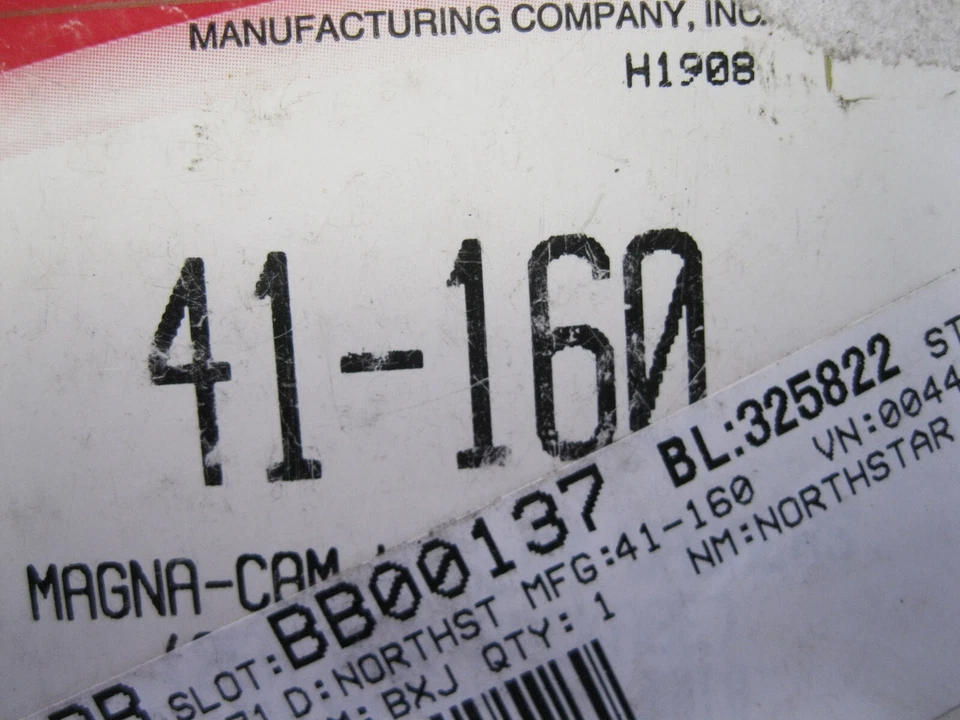 MANUFACTURING COMPANY, INC.
H1908
41-160
MAGNA-CAM
BL:325822 ST
SLOT:BB00137
MFG:41-160 VN:0044
D:NORTHST NM:NORTHSTAR
BXJ QTY: 1